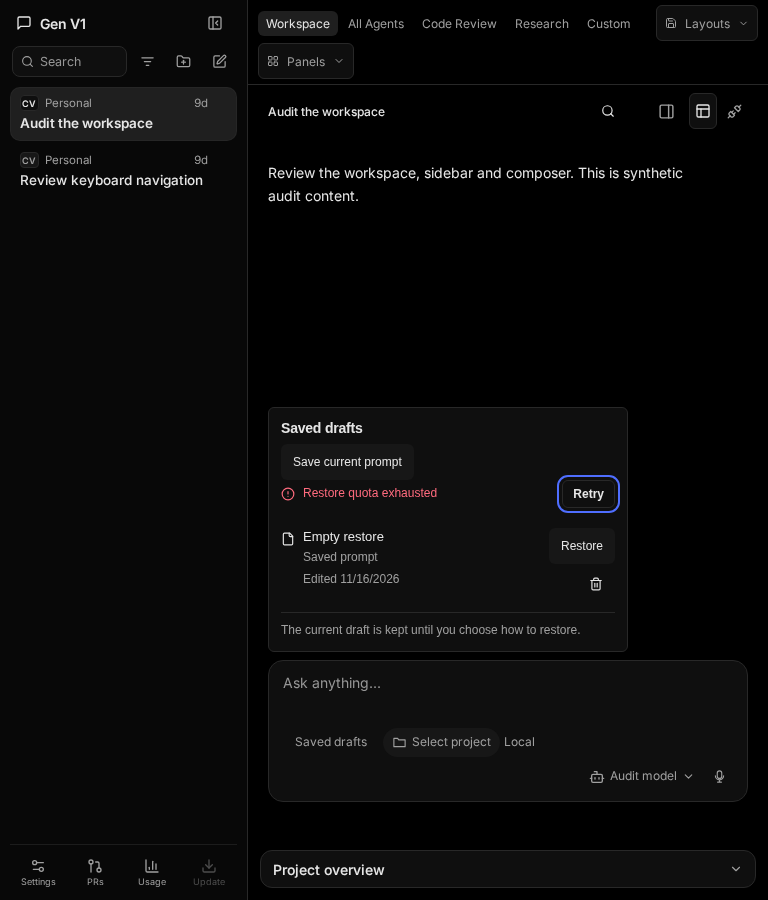 Gen V1
Search
CV Personal 9d
Audit the workspace
CV Personal 9d
Review keyboard navigation
Settings
PRs
Usage
Update
Workspace All Agents Code Review Research Custom Layouts
Panels
Audit the workspace
Review the workspace, sidebar and composer. This is synthetic
audit content.
Saved drafts
Save current prompt
Restore quota exhausted Retry
Empty restore
Restore
Saved prompt
Edited 11/16/2026
The current draft is kept until you choose how to restore.
Ask anything...
Saved drafts Select project Local
Audit model
Project overview